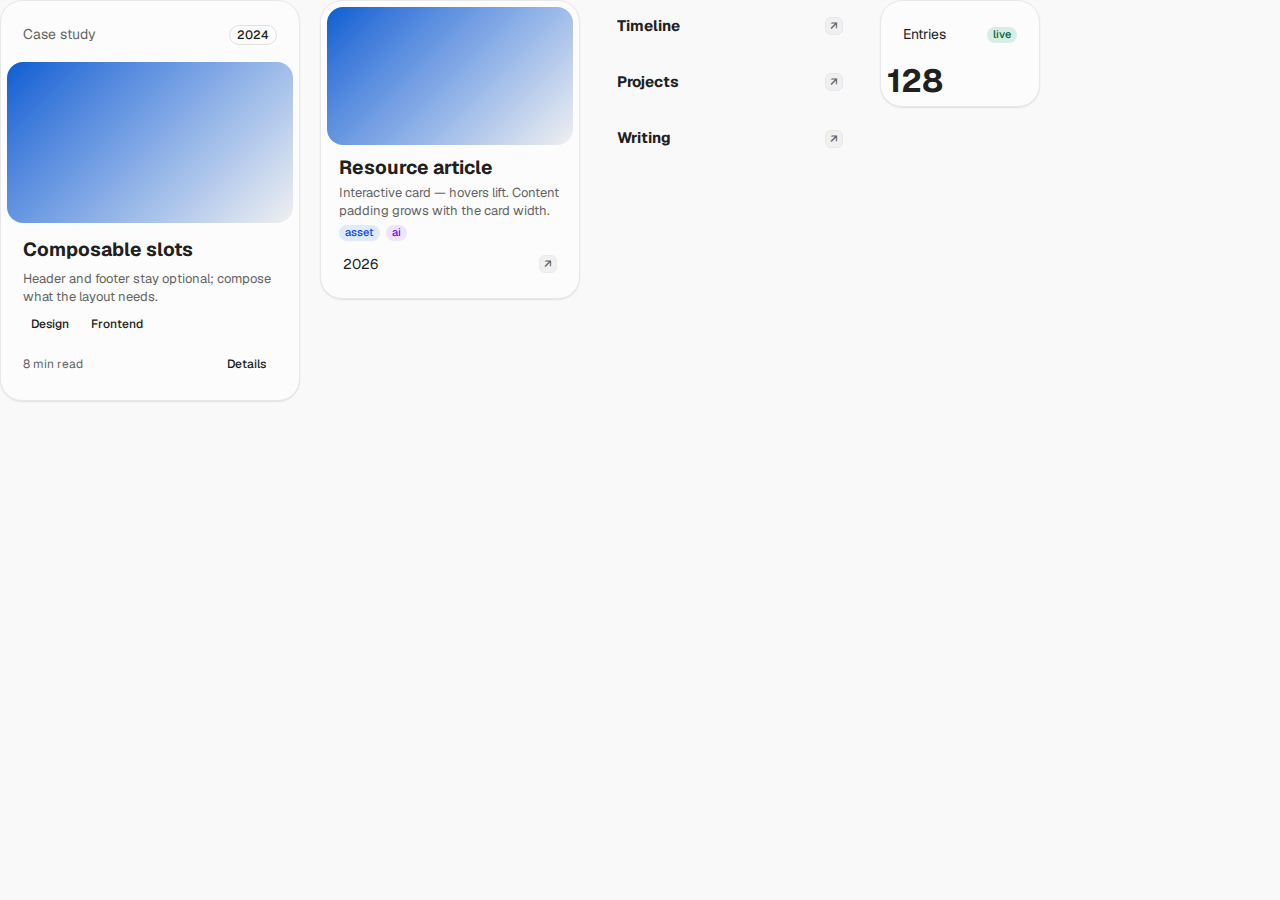 Case study
2024
Composable slots
Header and footer stay optional; compose
what the layout needs.
Design Frontend
8 min read
Details
Resource article
Interactive card — hovers lift. Content
padding grows with the card width.
asset ai
2026
Timeline
Projects
Writing
Entries
live
128